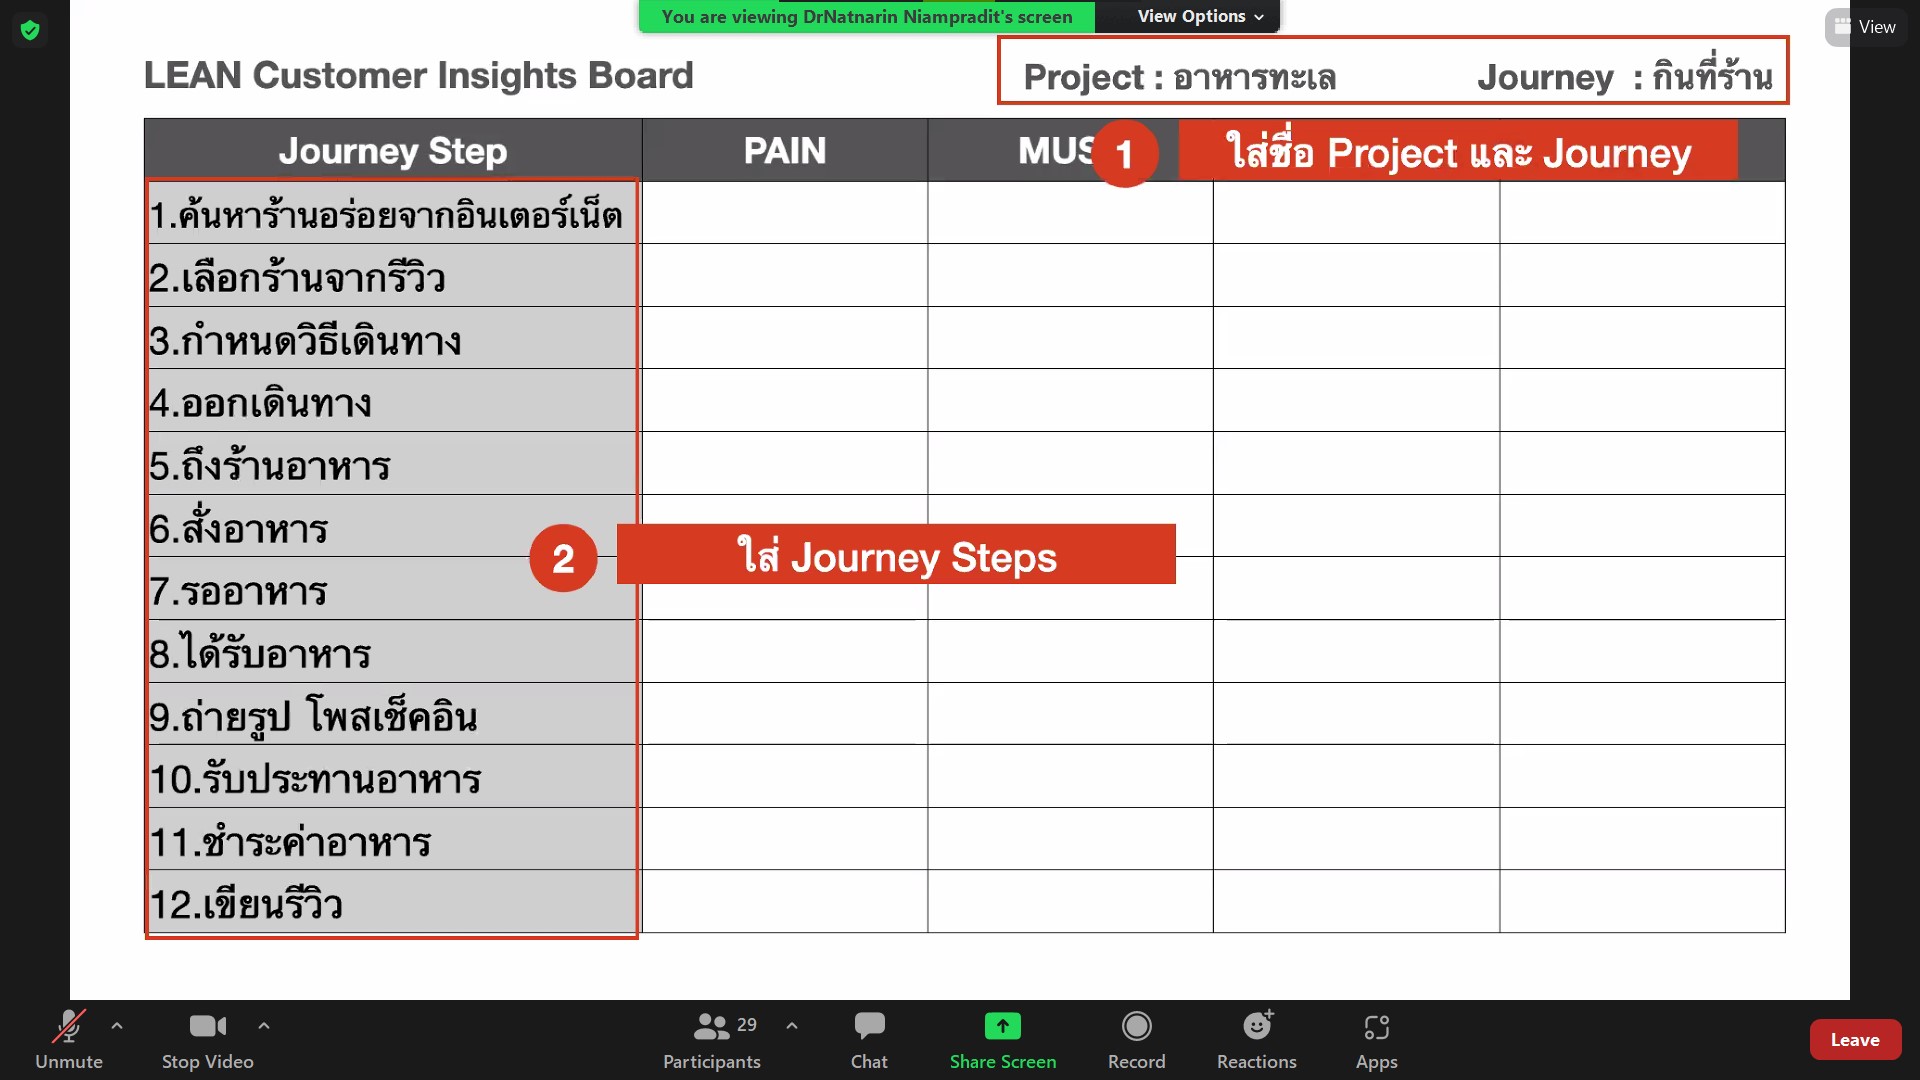 You are viewing DrNatnarin Niampradit's screen
View Options
View
LEAN Customer Insights Board
Project : อาหารทะเล
Journey : กินที่ร้าน
Journey Step
PAIN
MUS
1
ใส่ชื่อ Project และ Journey
1.ค้นหาร้านอร่อยจากอินเตอร์เน็ต
2.เลือกร้านจากรีวิว
3.กำหนดวิธีเดินทาง
4.ออกเดินทาง
5.ถึงร้านอาหาร
6.สั่งอาหาร
2
ใส่ Journey Steps
7.รออาหาร
8.ได้รับอาหาร
9.ถ่ายรูป โพสเช็คอิน
10.รับประทานอาหาร
11.ชำระค่าอาหาร
12.เขียนรีวิว
Unmute
Stop Video
29
Participants
Chat
Share Screen
Record
Reactions
Apps
Leave